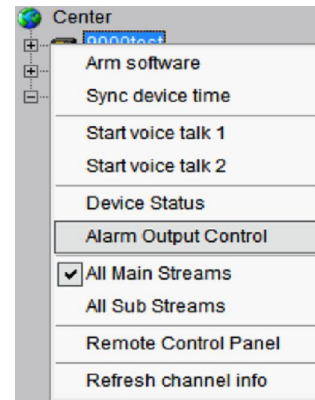 Center
9000test
Arm software
Sync device time
Start voice talk 1
Start voice talk 2
Device Status
Alarm Output Control
All Main Streams
All Sub Streams
Remote Control Panel
Refresh channel info